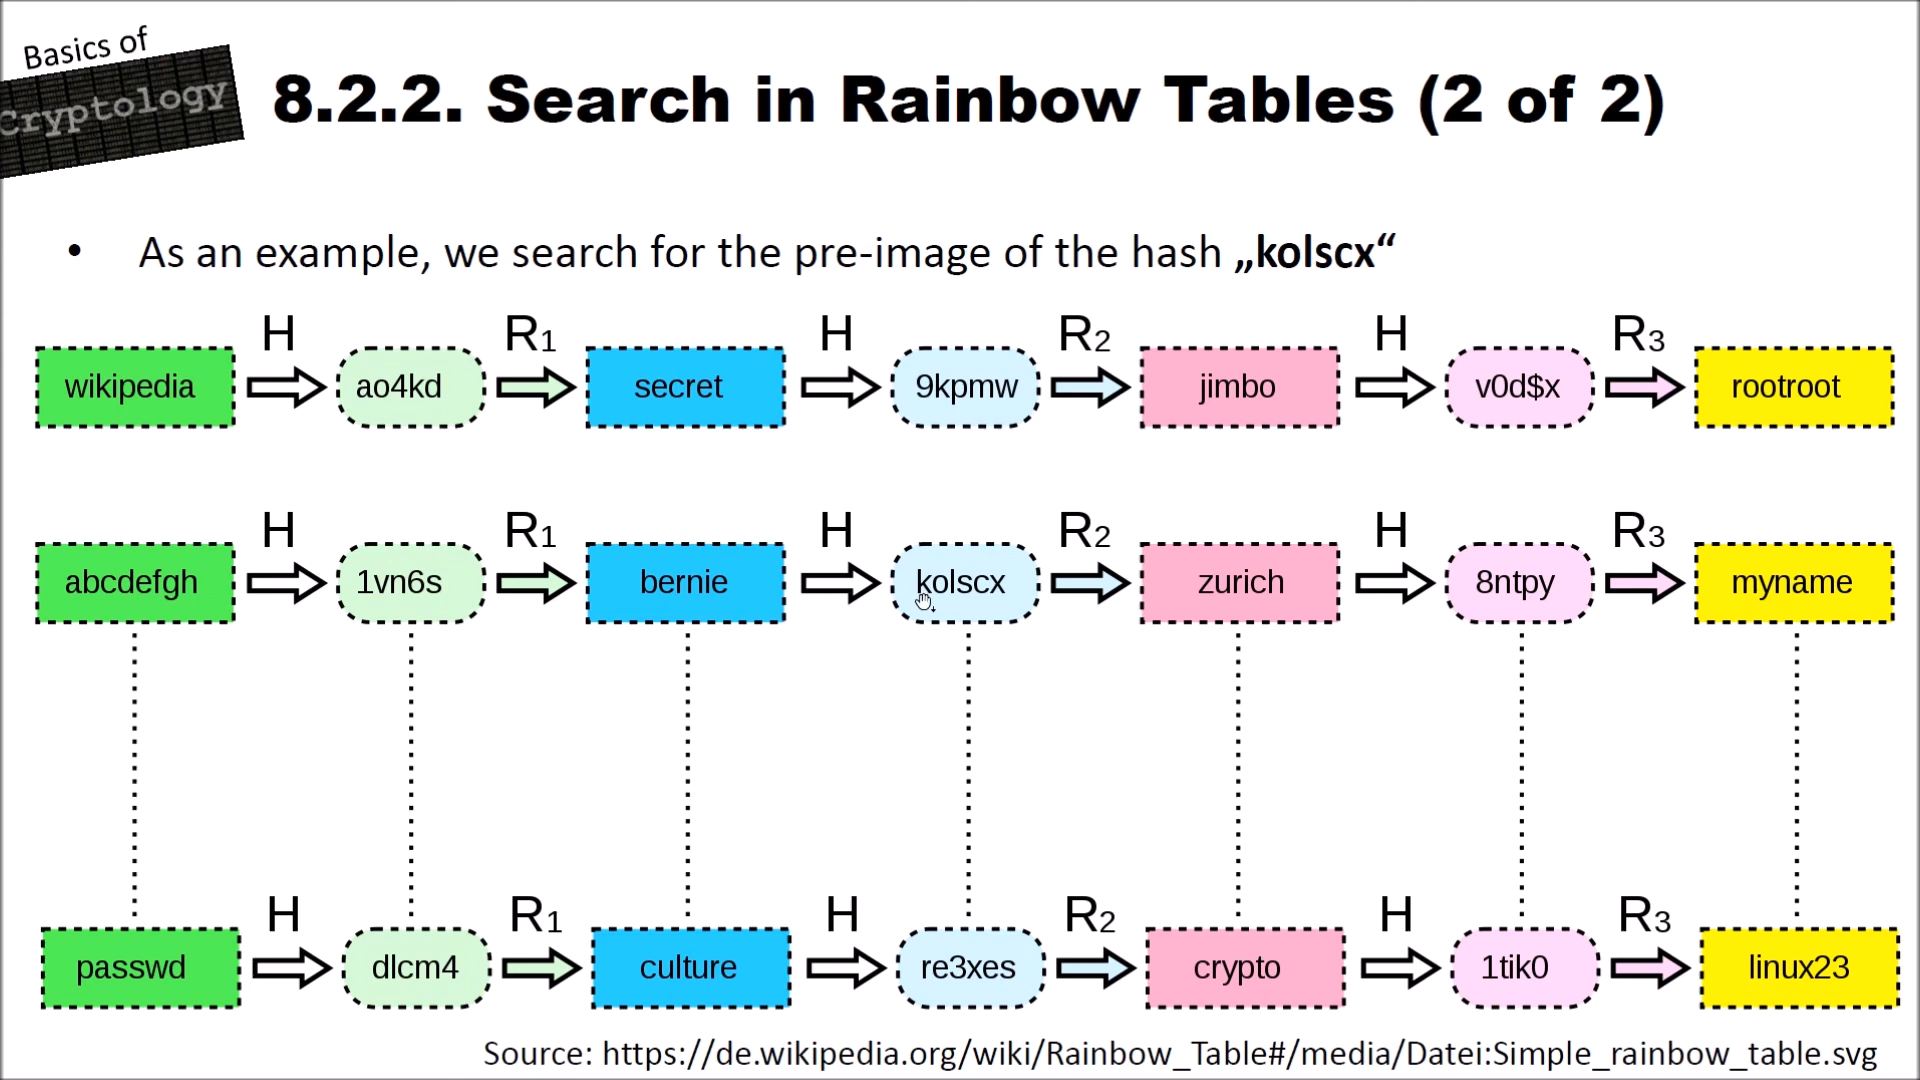 Basics of
Cryptology
8.2.2. Search in Rainbow Tables (2 of 2)
• As an example, we search for the pre-image of the hash „kolscx“
H R1 H R2 H R3
wikipedia ao4kd secret 9kpmw jimbo v0d$x rootroot
H R1 H R2 H R3
abcdefgh 1vn6s bernie kolscx zurich 8ntpy myname
H R1 H R2 H R3
passwd dlcm4 culture re3xes crypto 1tik0 linux23
Source: https://de.wikipedia.org/wiki/Rainbow_Table#/media/Datei:Simple_rainbow_table.svg